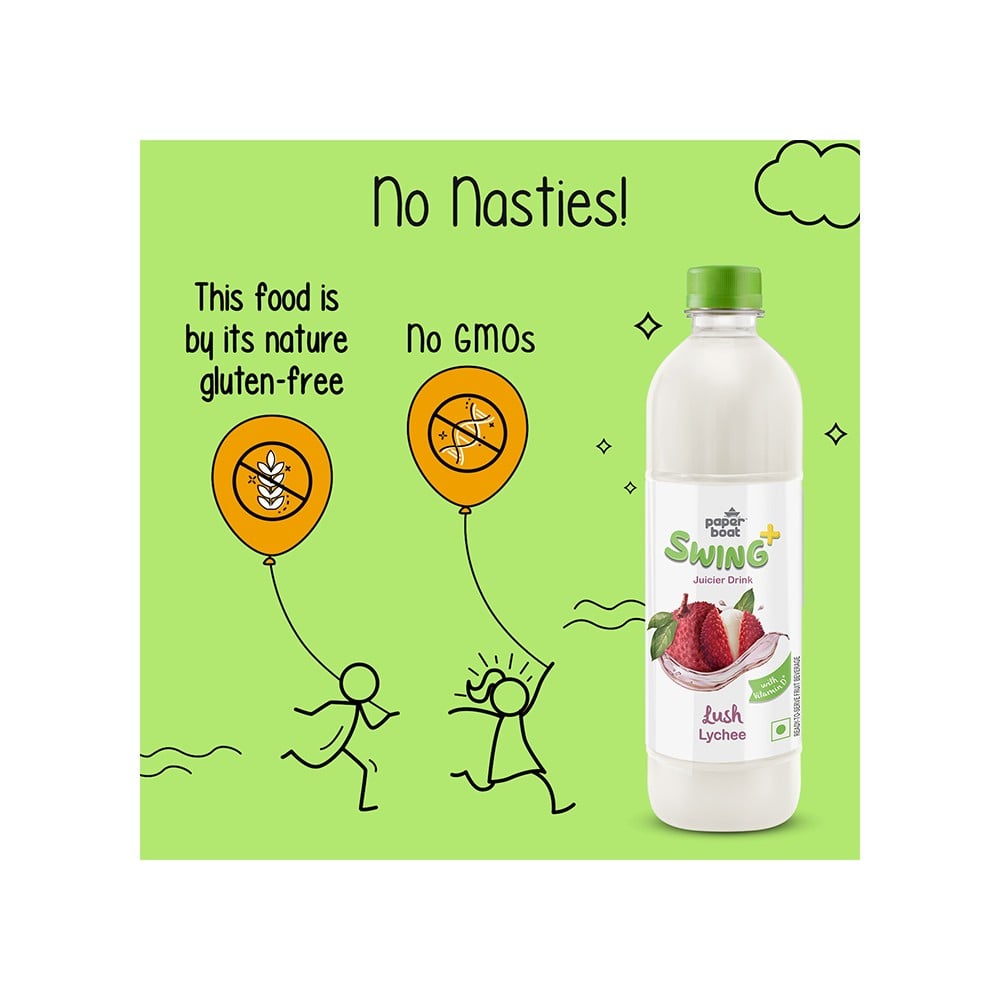 No Nasties!
This food is
by its nature
gluten-free
No GMOs
paper
boat
SWING+
Juicier Drink
with
Vitamin D*
Lush
Lychee
READY-TO-SERVE FRUIT BEVERAGE